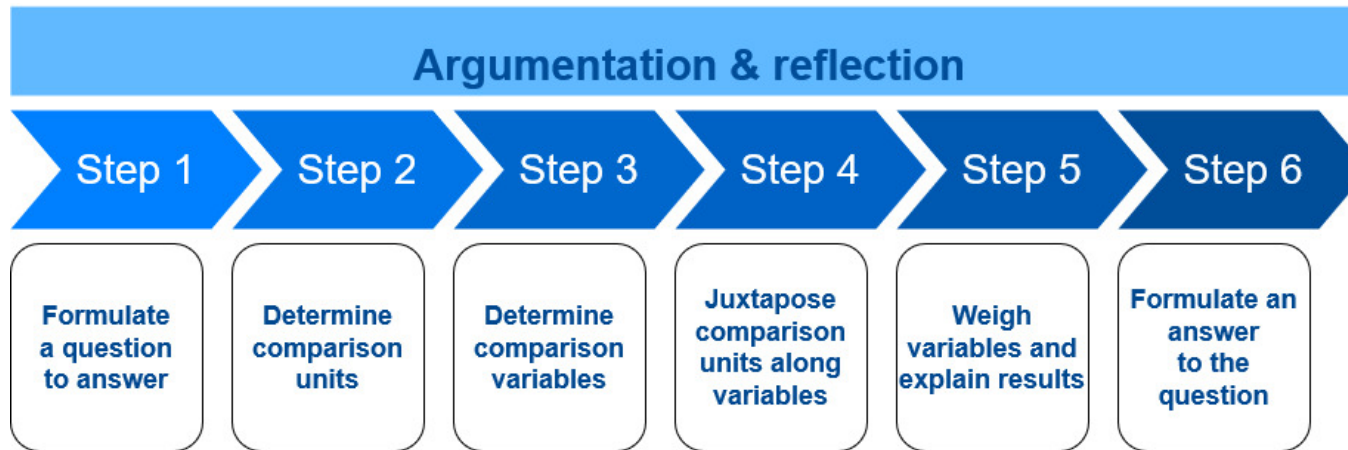 Argumentation & reflection
Step 1
Step 2
Step 3
Step 4
Step 5
Step 6
Formulate
a question
to answer
Determine
comparison
units
Determine
comparison
variables
Juxtapose
comparison
units along
variables
Weigh
variables and
explain results
Formulate an
answer
to the
question